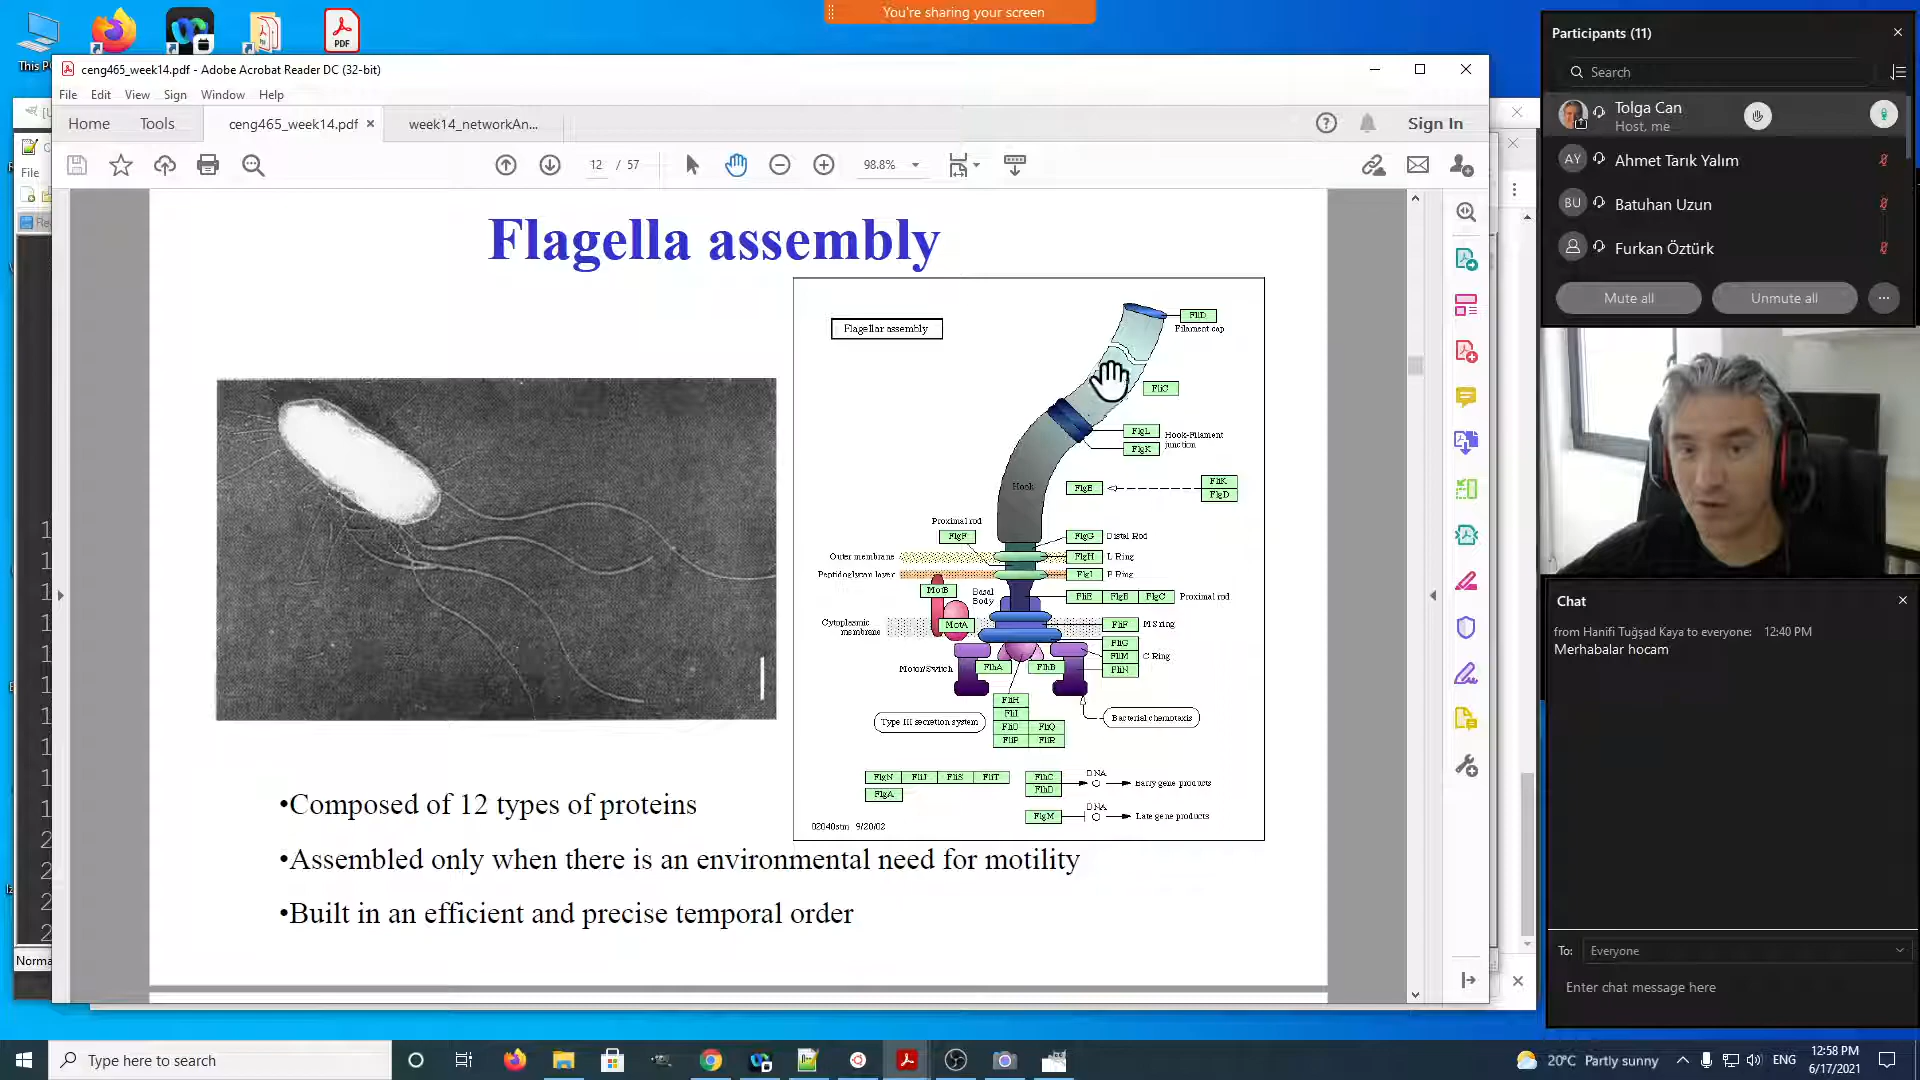 You're sharing your screen
This P
PDF
ceng465_week14.pdf - Adobe Acrobat Reader DC (32-bit)
File Edit View Sign Window Help
Home Tools ceng465_week14.pdf × week14_networkAn... Sign In
12 / 57 98.8%
Flagella assembly
Flagellar assembly
FliD
Filament cap
FliC
FlgL
Hook-Filament
junction
FlgK
Hook
FlgE
FliK
FlgD
Proximal rod
FlgF
FlgG Distal Rod
Outer membrane
FlgH L Ring
Peptidoglycan layer
FlgI P Ring
MotB
Basal
Body
FliE FlgB FlgC Proximal rod
Cytoplasmic
membrane
MotA
FliF MS ring
FliG
FliM C Ring
FliN
Motor/Switch
FlhA FlhB
FliH
FliI
FliO FliQ
FliP FliR
Type III secretion system
Bacterial chemotaxis
FlgN FliJ FliS FliT
FlgA
FlhC
FlhD
DNA
Early gene products
FlgM
DNA
Late gene products
02040stm 9/20/02
•Composed of 12 types of proteins
•Assembled only when there is an environmental need for motility
•Built in an efficient and precise temporal order
File
Norma
Participants (11)
Search
Tolga Can
Host, me
AY Ahmet Tarık Yalım
BU Batuhan Uzun
Furkan Öztürk
Mute all Unmute all
Chat
from Hanifi Tuğşad Kaya to everyone: 12:40 PM
Merhabalar hocam
To: Everyone
Enter chat message here
Type here to search
20°C Partly sunny
ENG
12:58 PM
6/17/2021